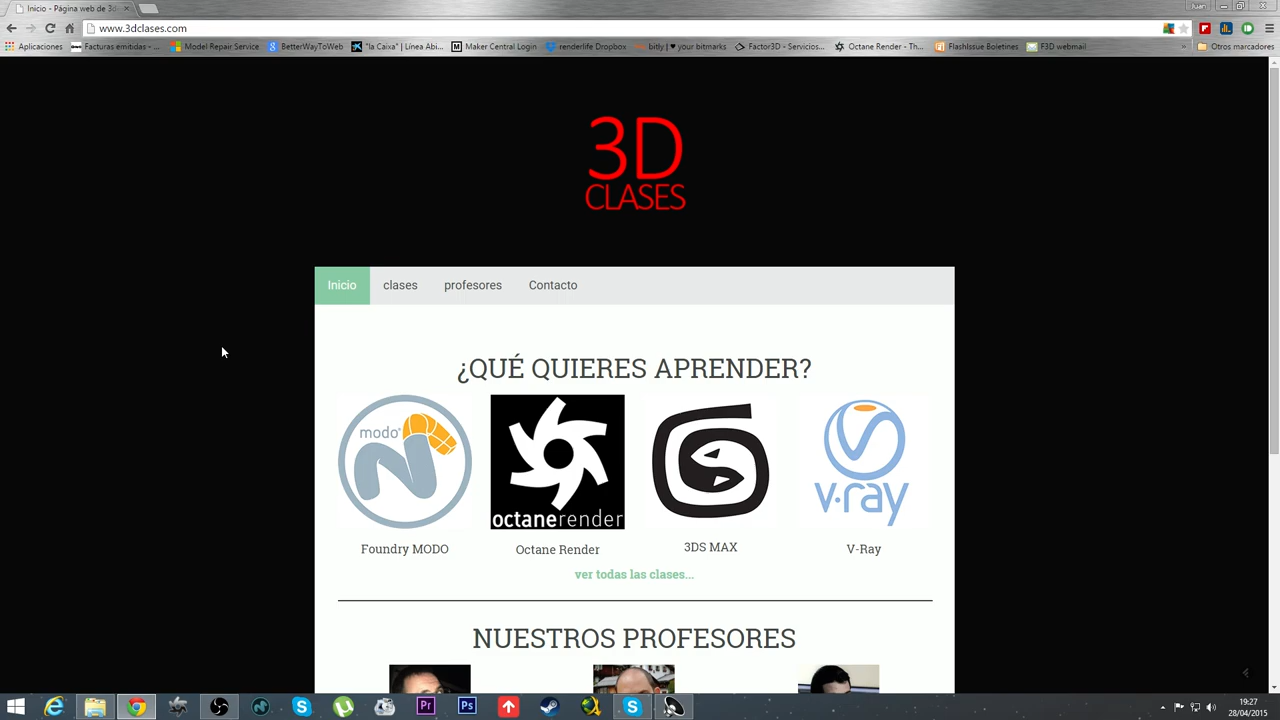 Inicio - Página web de 3d
Juan
www.3dclases.com
Aplicaciones
Facturas emitidas - ...
Model Repair Service
BetterWayToWeb
"la Caixa" | Línea Abi...
Maker Central Login
renderlife Dropbox
bitly | ♥ your bitmarks
Factor3D - Servicios...
Octane Render - Th...
FlashIssue Boletines
F3D webmail
»
Otros marcadores
3D
CLASES
Inicio
clases
profesores
Contacto
¿QUÉ QUIERES APRENDER?
modo
octanerender
v·ray
Foundry MODO
Octane Render
3DS MAX
V-Ray
ver todas las clases...
NUESTROS PROFESORES
Pr
Ps
19:27
28/04/2015